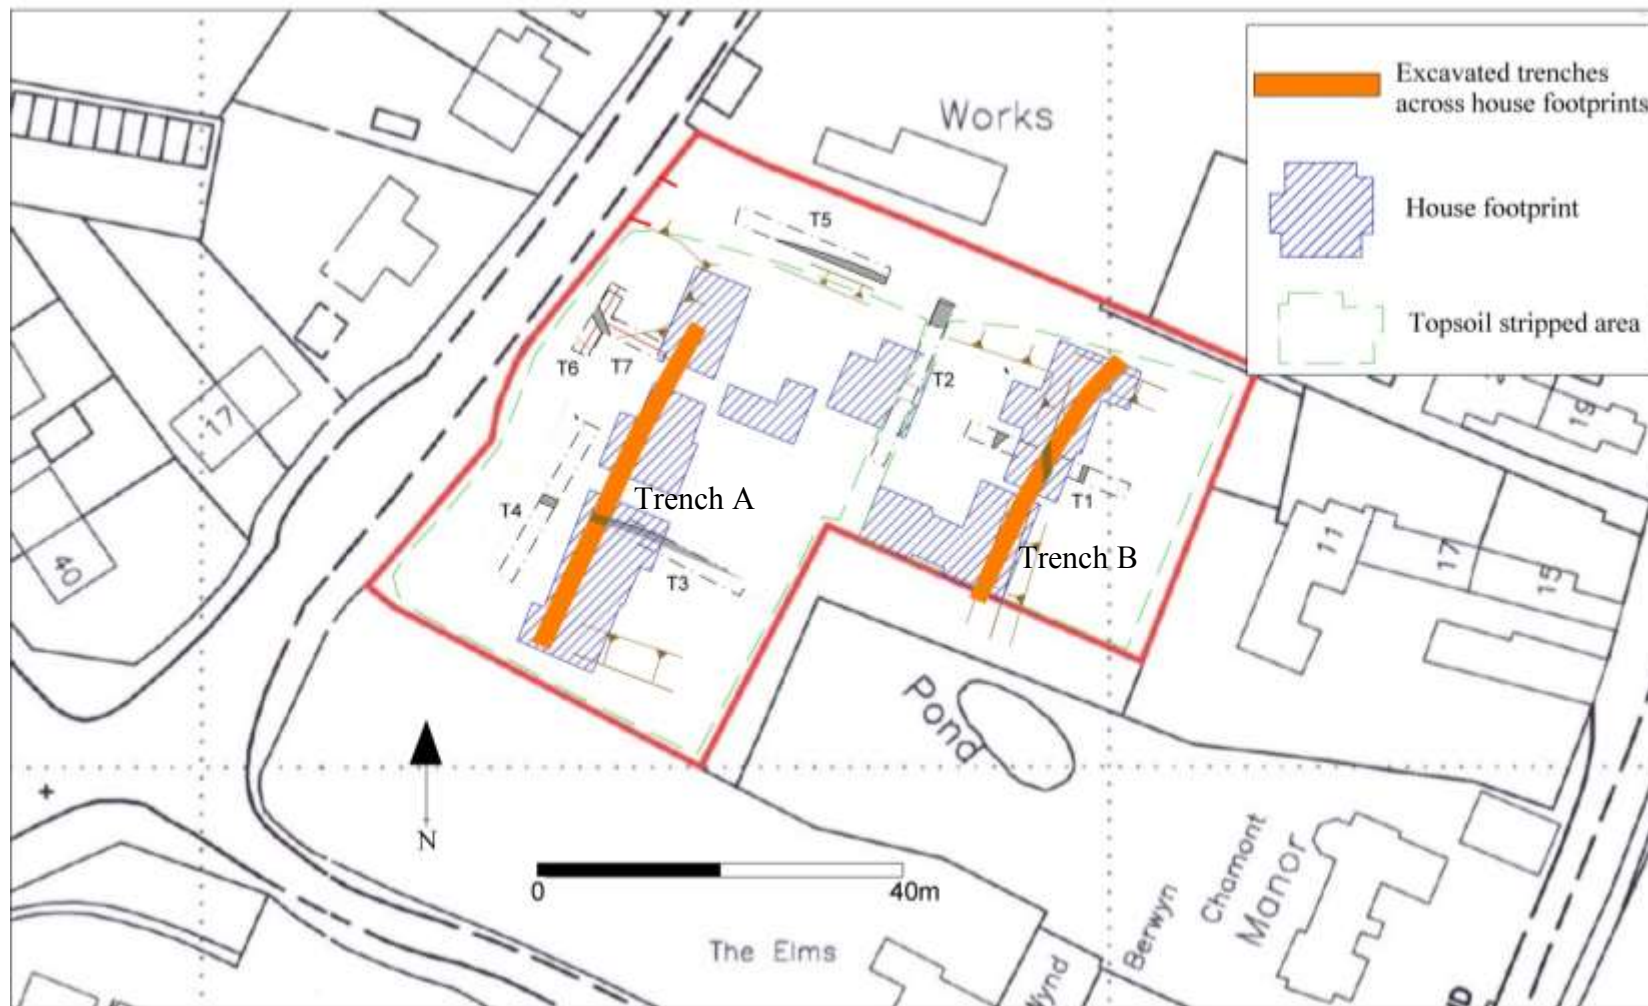 Works
Excavated trenches
across house footprints
House footprint
Topsoil stripped area
T5
T6
T7
T2
T1
T4
T3
Trench A
Trench B
17
40
19
11
17
15
Pond
N
0
40m
The Elms
Wynd
Berwyn
Chamont
Manor